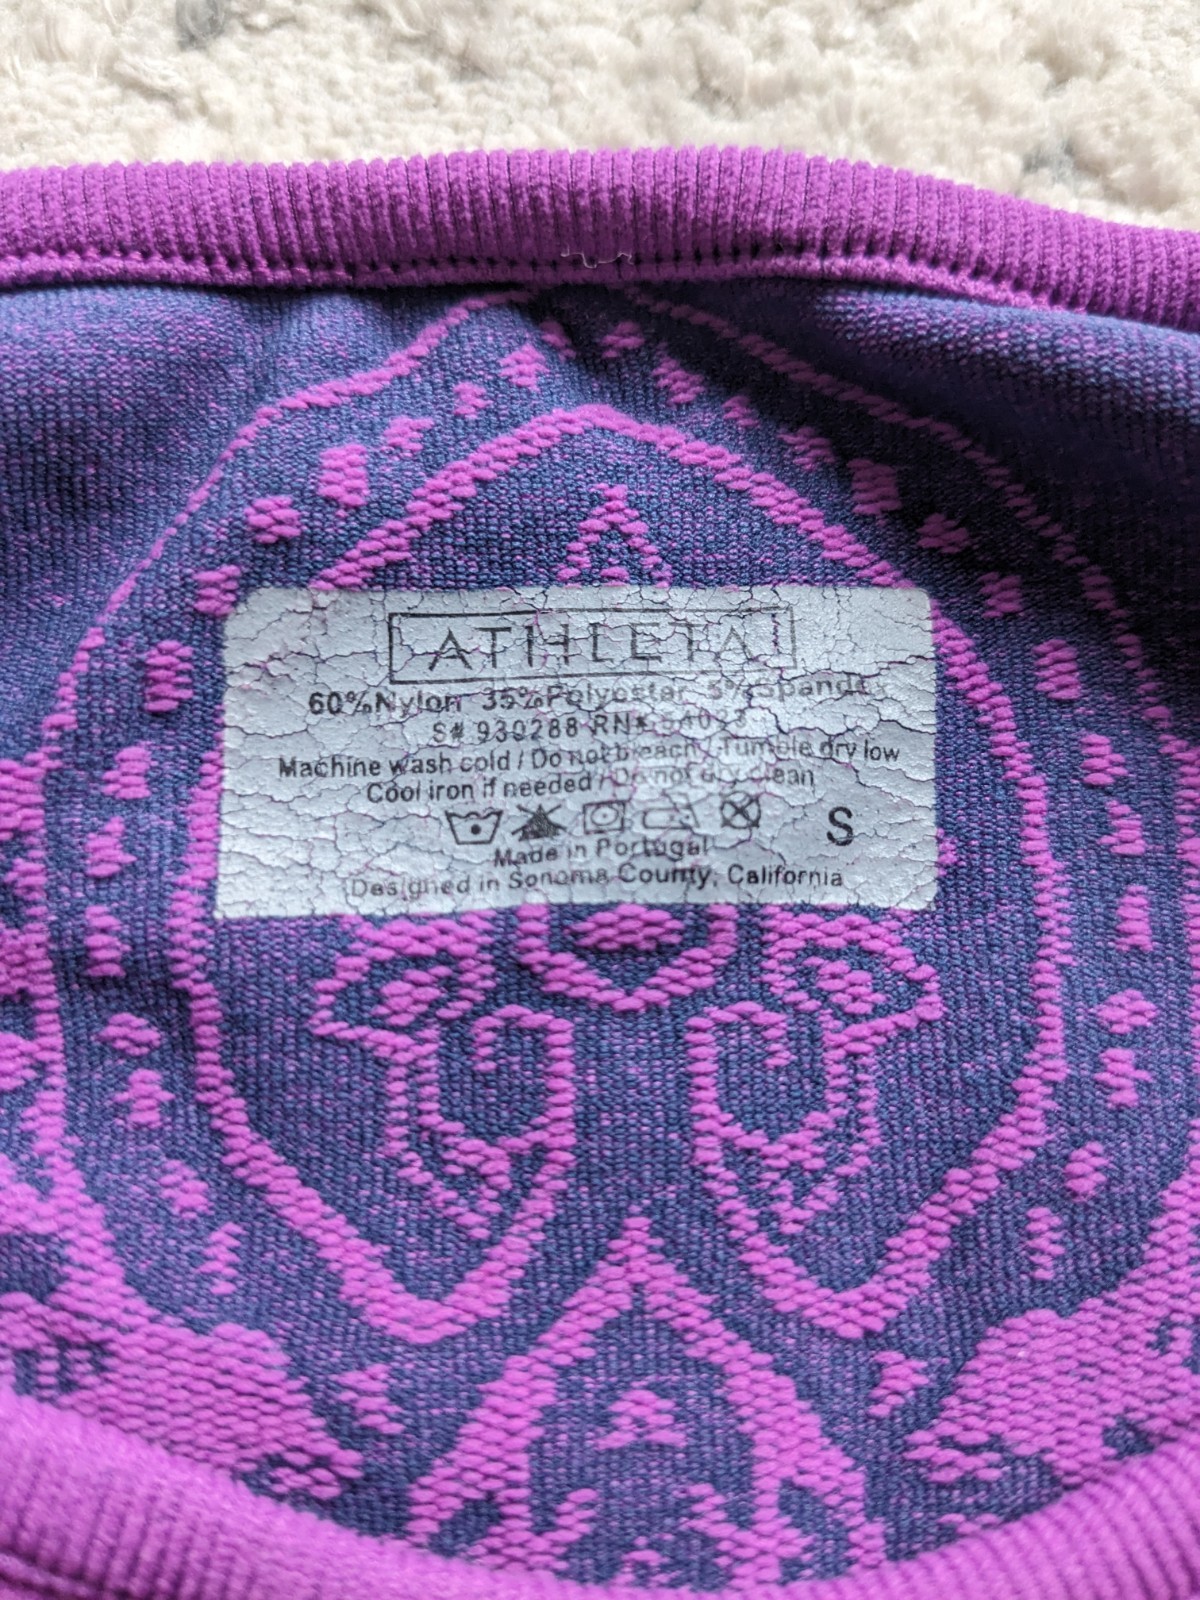 ATHLETA
60%Nylon 35%Polyester 5%Spandex
S# 930288 RN# 54023
Machine wash cold / Do not bleach / Tumble dry low
Cool iron if needed / Do not dry clean
S
Made in Portugal
Designed in Sonoma County, California